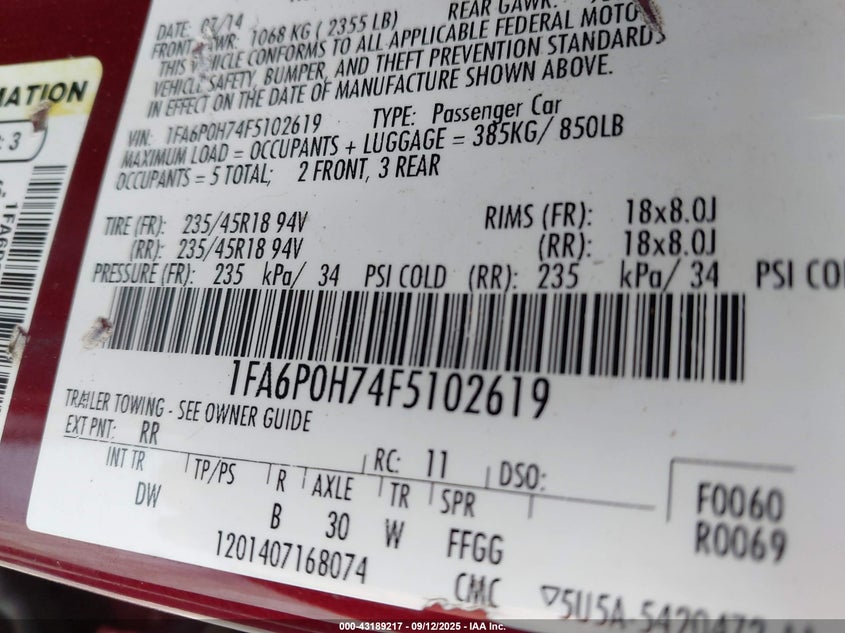 REAR GAWR:
DATE: 07/14
FRONT GAWR: 1068 KG ( 2355 LB)
THIS VEHICLE CONFORMS TO ALL APPLICABLE FEDERAL MOTO
VEHICLE SAFETY, BUMPER, AND THEFT PREVENTION STANDARDS
IN EFFECT ON THE DATE OF MANUFACTURE SHOWN ABOVE.
VIN: 1FA6P0H74F5102619 TYPE: Passenger Car
MAXIMUM LOAD = OCCUPANTS + LUGGAGE = 385KG/ 850LB
OCCUPANTS = 5 TOTAL; 2 FRONT, 3 REAR
TIRE (FR): 235/45R18 94V RIMS (FR): 18x8.0J
(RR): 235/45R18 94V (RR): 18x8.0J
PRESSURE (FR): 235 kPa/ 34 PSI COLD (RR): 235 kPa/ 34 PSI COL
1FA6P0H74F5102619
TRAILER TOWING - SEE OWNER GUIDE
EXT PNT: RR RC: 11 DSO:
INT TR TP/PS R AXLE TR SPR F0060
DW B 30 W FFGG R0069
1201407168074 CMC 5U5A-5420472
MATION
: 3
000-43189217 - 09/12/2025 - IAA Inc.